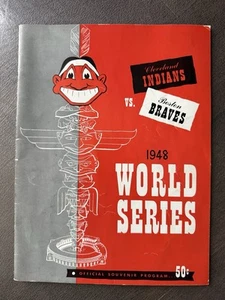 Cleveland
INDIANS
VS.
Boston
BRAVES
1948
WORLD
SERIES
OFFICIAL SOUVENIR PROGRAM
50¢